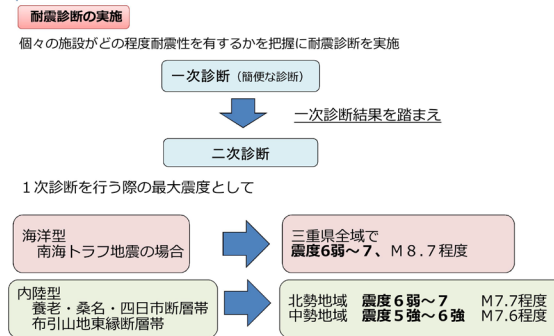 耐震診断の実施
個々の施設がどの程度耐震性を有するかを把握に耐震診断を実施
一次診断（簡便な診断）
一次診断結果を踏まえ
二次診断
１次診断を行う際の最大震度として
海洋型
南海トラフ地震の場合
三重県全域で
震度6弱～７、Ｍ８.７程度
内陸型
養老・桑名・四日市断層帯
布引山地東縁断層帯
北勢地域　震度６弱～７　M7.7程度
中勢地域　震度５強～６強　M7.6程度